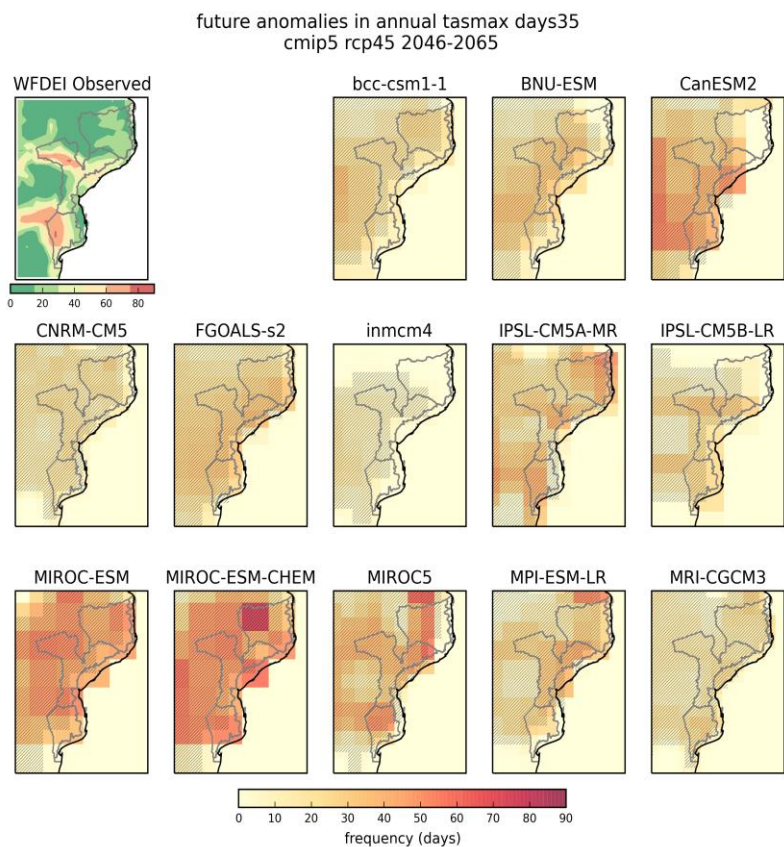 future anomalies in annual tasmax days35
cmip5 rcp45 2046-2065
WFDEI Observed
bcc-csm1-1
BNU-ESM
CanESM2
0 20 40 60 80
CNRM-CM5
FGOALS-s2
inmcm4
IPSL-CM5A-MR
IPSL-CM5B-LR
MIROC-ESM
MIROC-ESM-CHEM
MIROC5
MPI-ESM-LR
MRI-CGCM3
0 10 20 30 40 50 60 70 80 90
frequency (days)